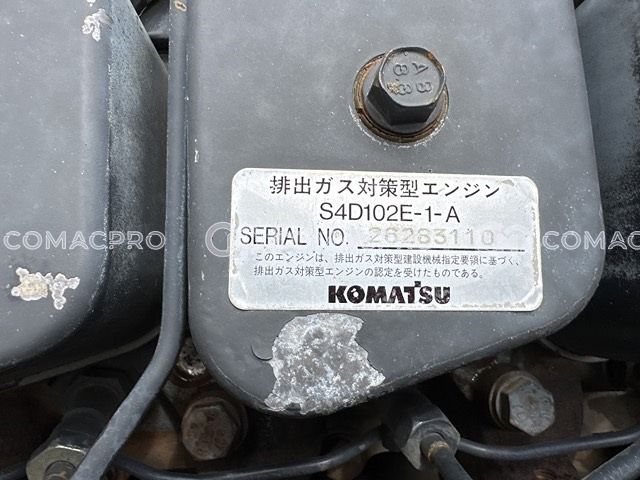 排出ガス対策型エンジン
S4D102E-1-A
SERIAL NO. 26283110
このエンジンは、排出ガス対策型建設機械指定要領に基づく、
排出ガス対策型エンジンの認定を受けたものである。
KOMATSU
COMACPRO